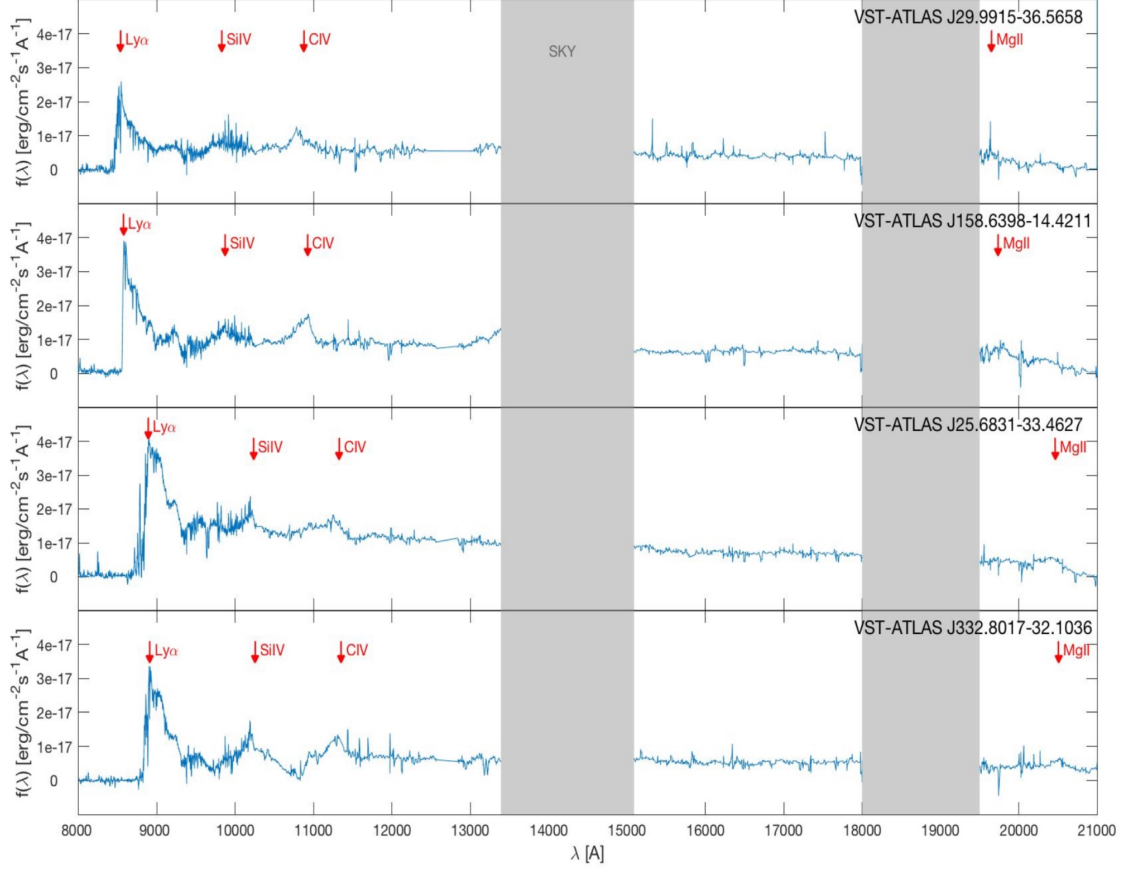 VST-ATLAS J29.9915-36.5658
4e-17
3e-17
2e-17
1e-17
0
f(λ) [erg/cm⁻²s⁻¹A⁻¹]
Lyα SiIV CIV SKY MgII
VST-ATLAS J158.6398-14.4211
4e-17
3e-17
2e-17
1e-17
0
f(λ) [erg/cm⁻²s⁻¹A⁻¹]
Lyα SiIV CIV MgII
VST-ATLAS J25.6831-33.4627
4e-17
3e-17
2e-17
1e-17
0
f(λ) [erg/cm⁻²s⁻¹A⁻¹]
Lyα SiIV CIV MgII
VST-ATLAS J332.8017-32.1036
4e-17
3e-17
2e-17
1e-17
0
f(λ) [erg/cm⁻²s⁻¹A⁻¹]
Lyα SiIV CIV MgII
8000 9000 10000 11000 12000 13000 14000 15000 16000 17000 18000 19000 20000 21000
λ [A]